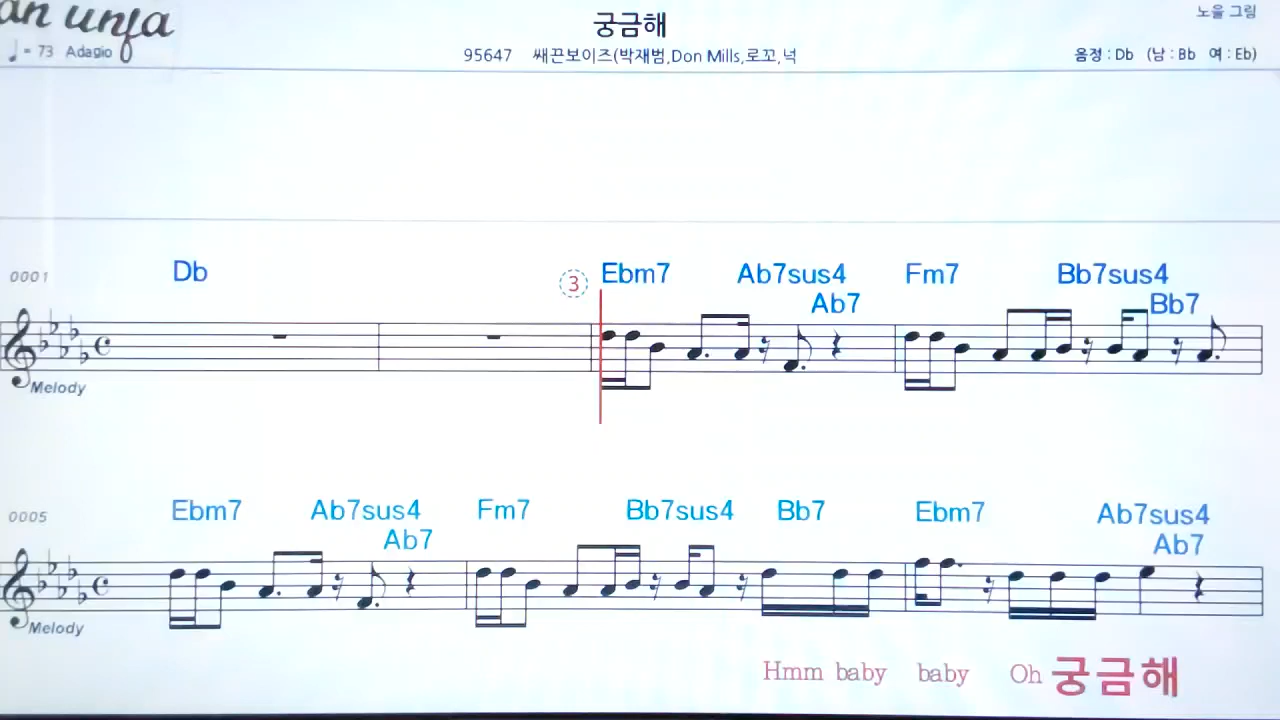 an unfa
궁금해
노을 그림
♩ = 73 Adagio
95647 쌔끈보이즈(박재범,Don Mills,로꼬,넉
음정 : Db (남 : Bb 여 : Eb)
0001
Db
③
Ebm7 Ab7sus4 Fm7 Bb7sus4
Ab7 Bb7
Melody
0005
Ebm7 Ab7sus4 Fm7 Bb7sus4 Bb7 Ebm7 Ab7sus4
Ab7 Ab7
Melody
Hmm baby baby Oh 궁금해